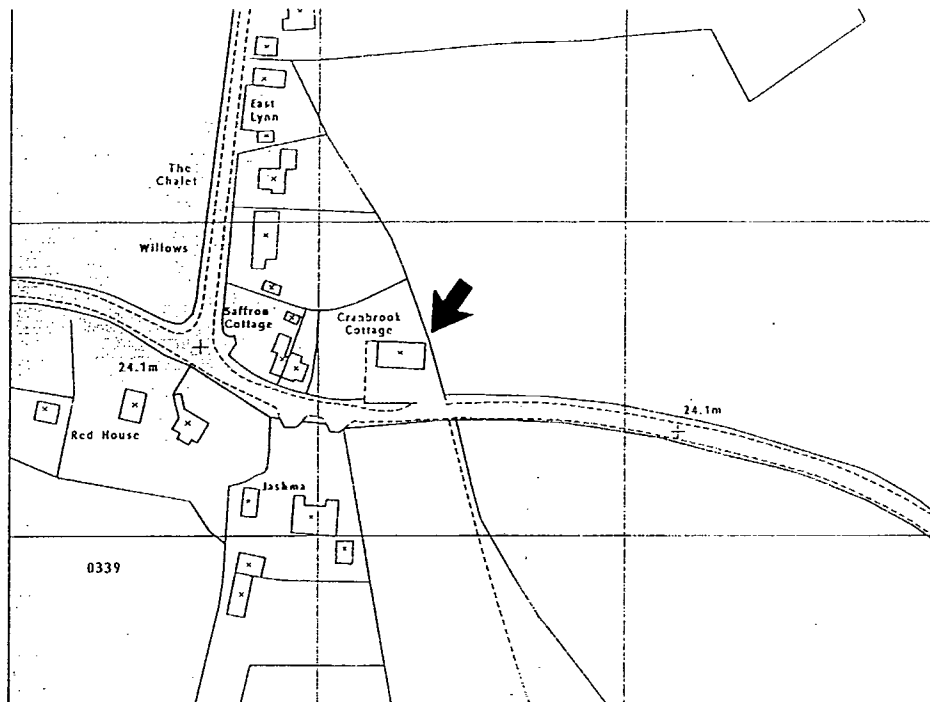 East
Lynn
The
Chalet
Willows
Saffron
Cottage
Cranbrook
Cottage
24.1m
24.1m
Red House
Jashma
0339